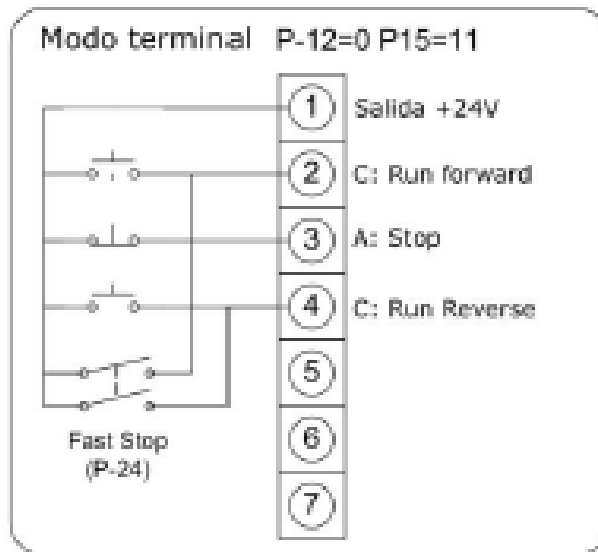 Modo terminal P-12=0 P15=11
1 Salida +24V
2 C: Run forward
3 A: Stop
4 C: Run Reverse
5
6
7
Fast Stop
(P-24)